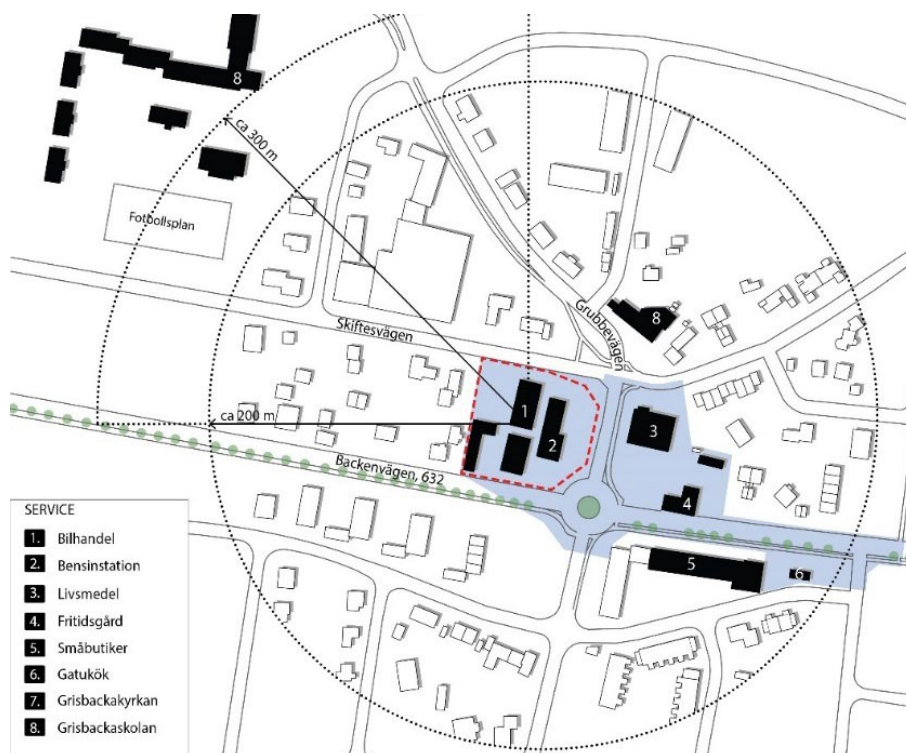 8
ca 300 m
Fotbollsplan
Grubbevägen
8
Skiftesvägen
ca 200 m
1
2
3
4
Backenvägen, 632
5
6
SERVICE
1. Bilhandel
2. Bensinstation
3. Livsmedel
4. Fritidsgård
5. Småbutiker
6. Gatukök
7. Grisbackakyrkan
8. Grisbackaskolan